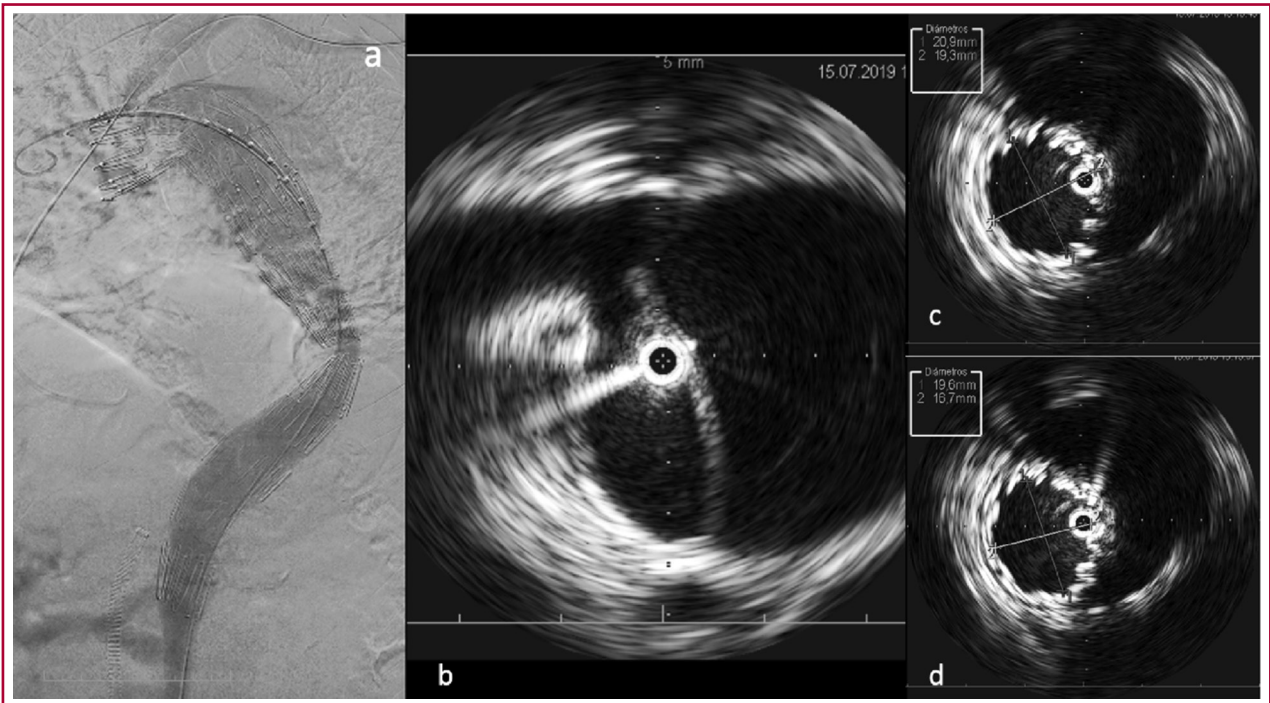 a
5 mm
15.07.2019 1
b
Diámetros
1 20,9mm
2 19,3mm
c
Diámetros
1 19,6mm
2 16,7mm
d